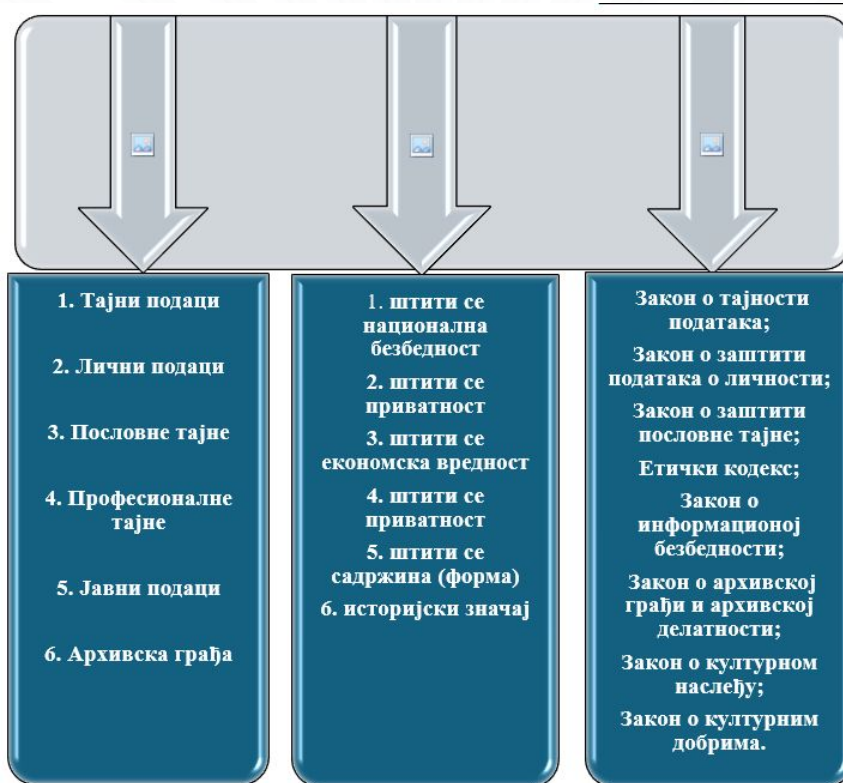 1. Тајни подаци
2. Лични подаци
3. Пословне тајне
4. Професионалне
тајне
5. Јавни подаци
6. Архивска грађа
1. штити се
национална
безбедност
2. штити се
приватност
3. штити се
економска вредност
4. штити се
приватност
5. штити се
садржина (форма)
6. историјски значај
Закон о тајности
података;
Закон о заштити
података о личности;
Закон о заштити
пословне тајне;
Етички кодекс;
Закон о
информационој
безбедности;
Закон о архивској
грађи и архивској
делатности;
Закон о културном
наслеђу;
Закон о културним
добрима.